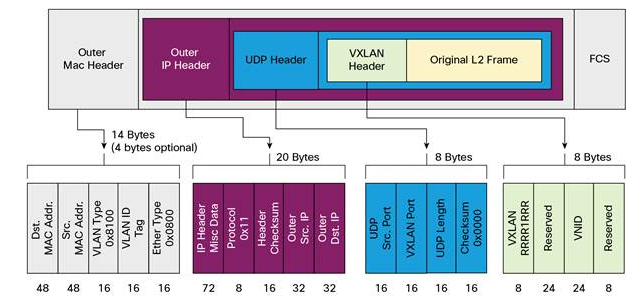 Outer
Mac Header
Outer
IP Header
UDP Header
VXLAN
Header
Original L2 Frame
FCS
14 Bytes
(4 bytes optional)
20 Bytes
8 Bytes
8 Bytes
Dst.
MAC Addr.
Src.
MAC Addr.
VLAN Type
0x8100
VLAN ID
Tag
Ether Type
0x0800
IP Header
Misc Data
Protocol
0x11
Header
Checksum
Outer
Src. IP
Outer
Dst. IP
UDP
Src. Port
VXLAN Port
UDP Length
Checksum
0x0000
VXLAN
RRRR1RRR
Reserved
VNID
Reserved
48 48 16 16 16 72 8 16 32 32 16 16 16 16 8 24 24 8